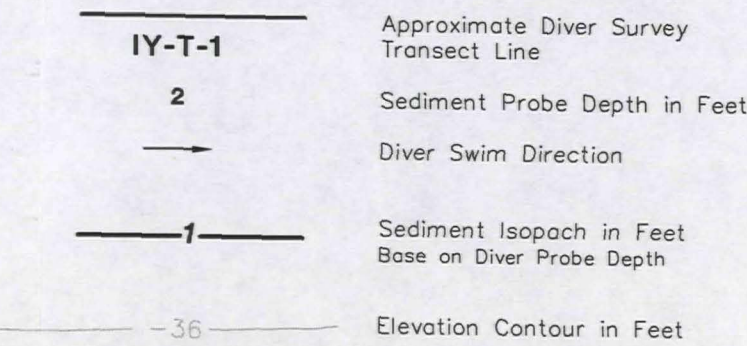 IY-T-1
Approximate Diver Survey
Transect Line
2
Sediment Probe Depth in Feet
Diver Swim Direction
1
Sediment Isopach in Feet
Base on Diver Probe Depth
-36
Elevation Contour in Feet